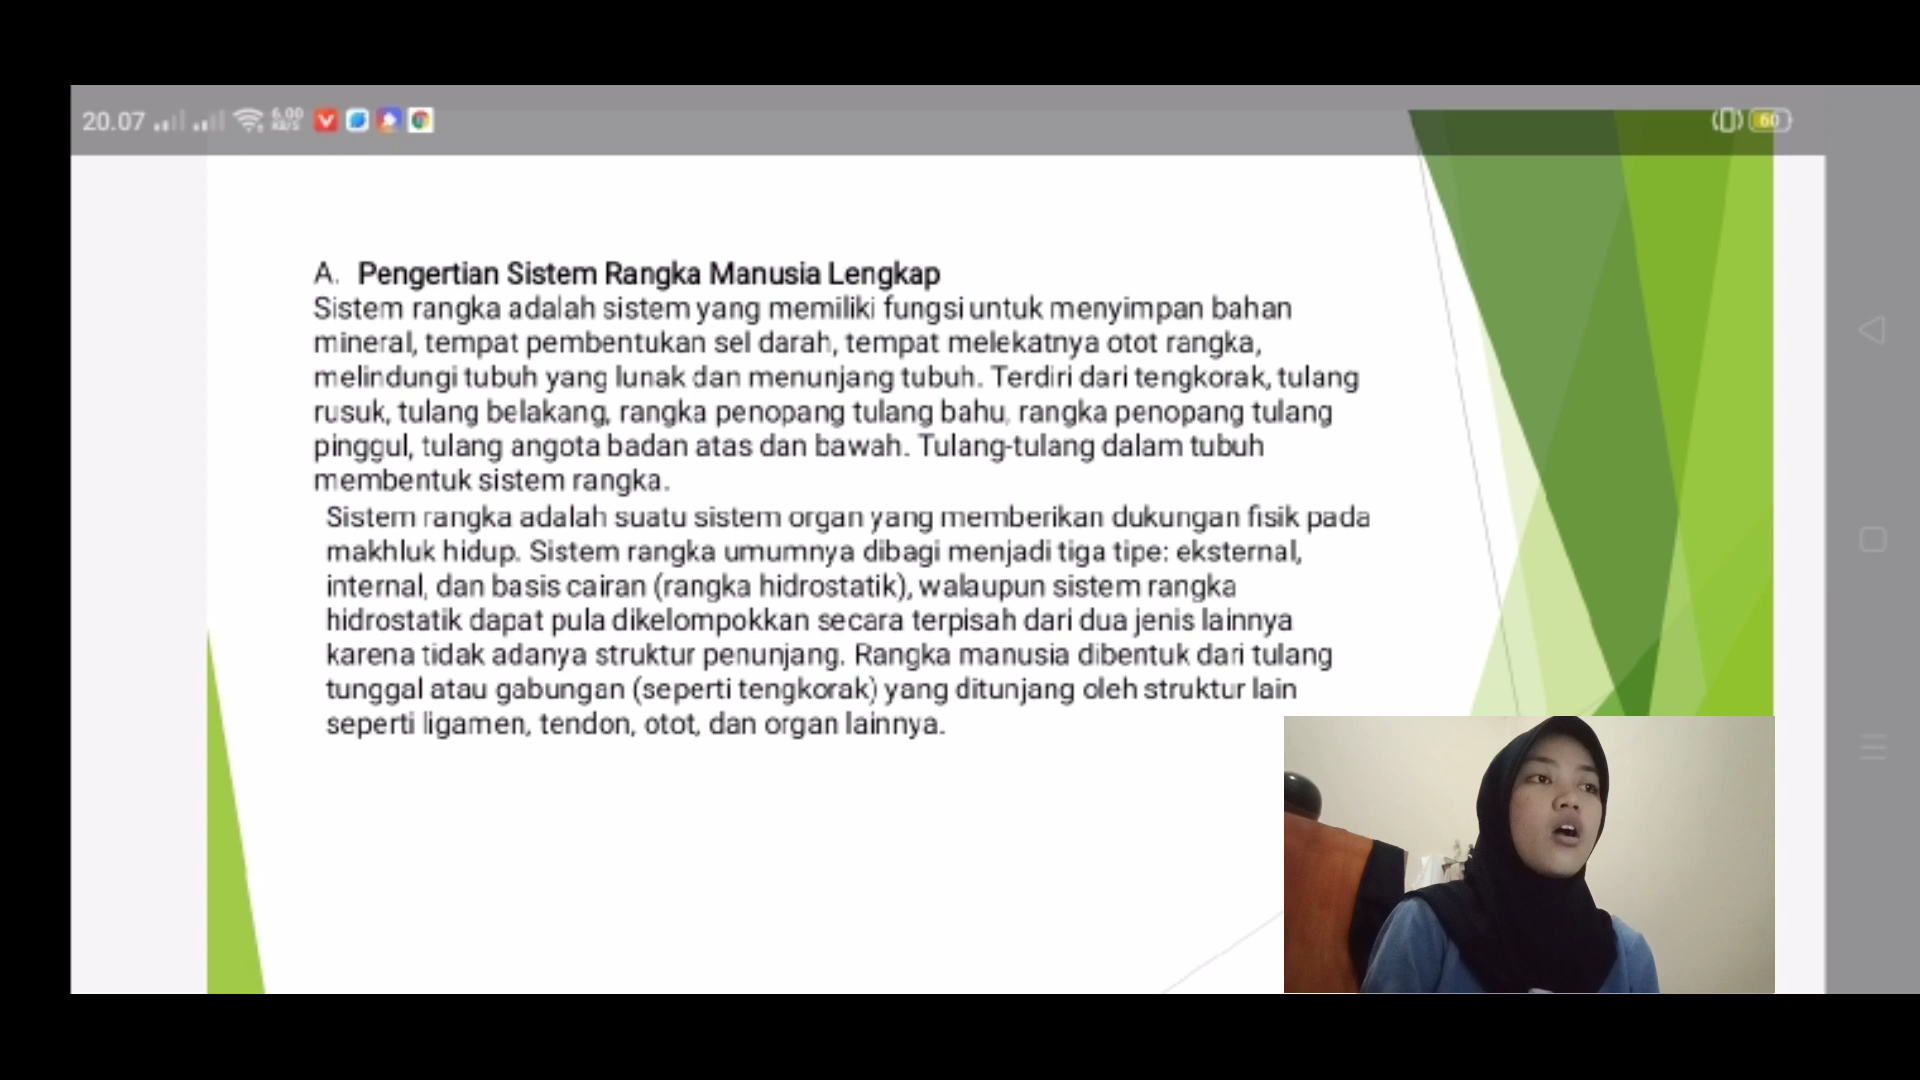 20.07 6.00 KB/S 60
A. Pengertian Sistem Rangka Manusia Lengkap
Sistem rangka adalah sistem yang memiliki fungsi untuk menyimpan bahan
mineral, tempat pembentukan sel darah, tempat melekatnya otot rangka,
melindungi tubuh yang lunak dan menunjang tubuh. Terdiri dari tengkorak, tulang
rusuk, tulang belakang, rangka penopang tulang bahu, rangka penopang tulang
pinggul, tulang angota badan atas dan bawah. Tulang-tulang dalam tubuh
membentuk sistem rangka.
Sistem rangka adalah suatu sistem organ yang memberikan dukungan fisik pada
makhluk hidup. Sistem rangka umumnya dibagi menjadi tiga tipe: eksternal,
internal, dan basis cairan (rangka hidrostatik), walaupun sistem rangka
hidrostatik dapat pula dikelompokkan secara terpisah dari dua jenis lainnya
karena tidak adanya struktur penunjang. Rangka manusia dibentuk dari tulang
tunggal atau gabungan (seperti tengkorak) yang ditunjang oleh struktur lain
seperti ligamen, tendon, otot, dan organ lainnya.